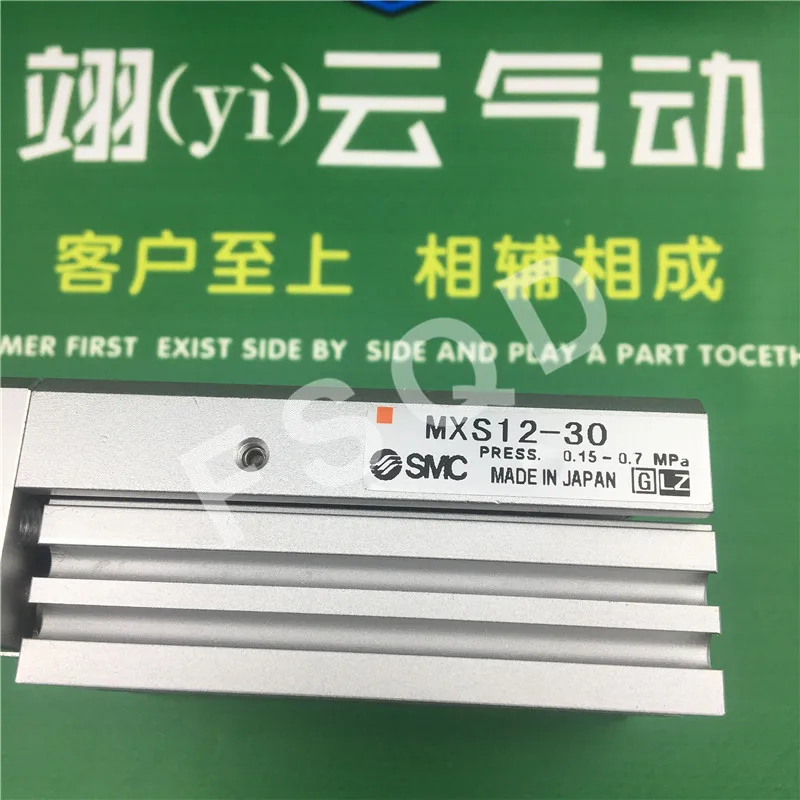 翊(yì)云气动
客户至上 相辅相成
MER FIRST EXIST SIDE BY SIDE AND PLAY A PART TOCETH
MXS12-30
PRESS. 0.15-0.7 MPa
SMC MADE IN JAPAN G LZ
FSQD